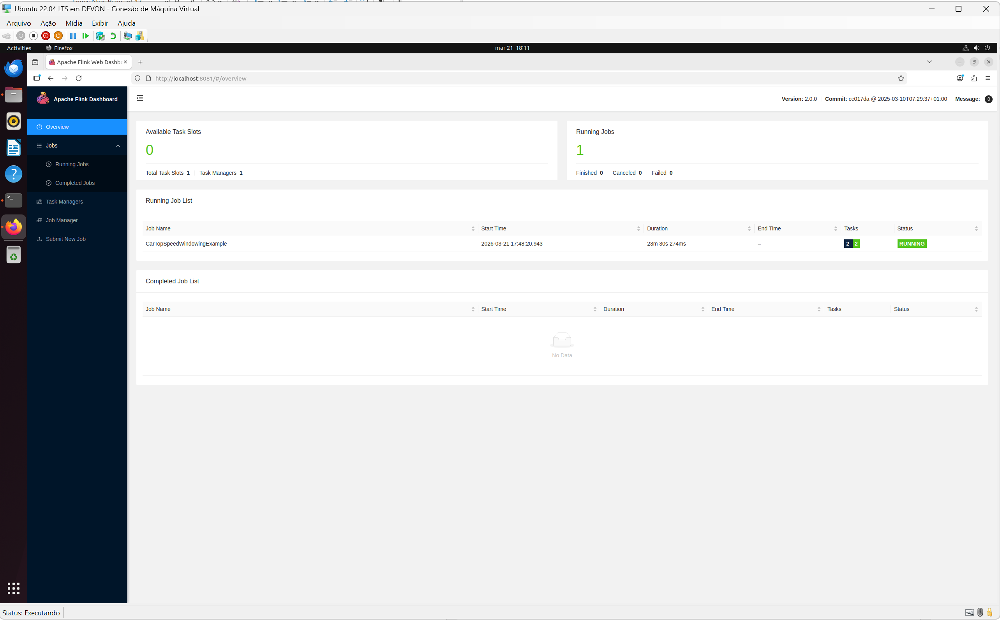 Ubuntu 22.04 LTS em DEVON - Conexão de Máquina Virtual
Arquivo Ação Mídia Exibir Ajuda
Activities Firefox mar 21 18:11
Apache Flink Web Dashb
http://localhost:8081/#/overview
Apache Flink Dashboard
Version: 2.0.0 Commit: cc017da @ 2025-03-10T07:29:37+01:00 Message: 0
Overview
Jobs
Running Jobs
Completed Jobs
Task Managers
Job Manager
Submit New Job
Available Task Slots
0
Total Task Slots 1 Task Managers 1
Running Jobs
1
Finished 0 Canceled 0 Failed 0
Running Job List
Job Name Start Time Duration End Time Tasks Status
CarTopSpeedWindowingExample 2026-03-21 17:48:20.943 23m 30s 274ms – 2 2 RUNNING
Completed Job List
Job Name Start Time Duration End Time Tasks Status
No Data
Status: Executando